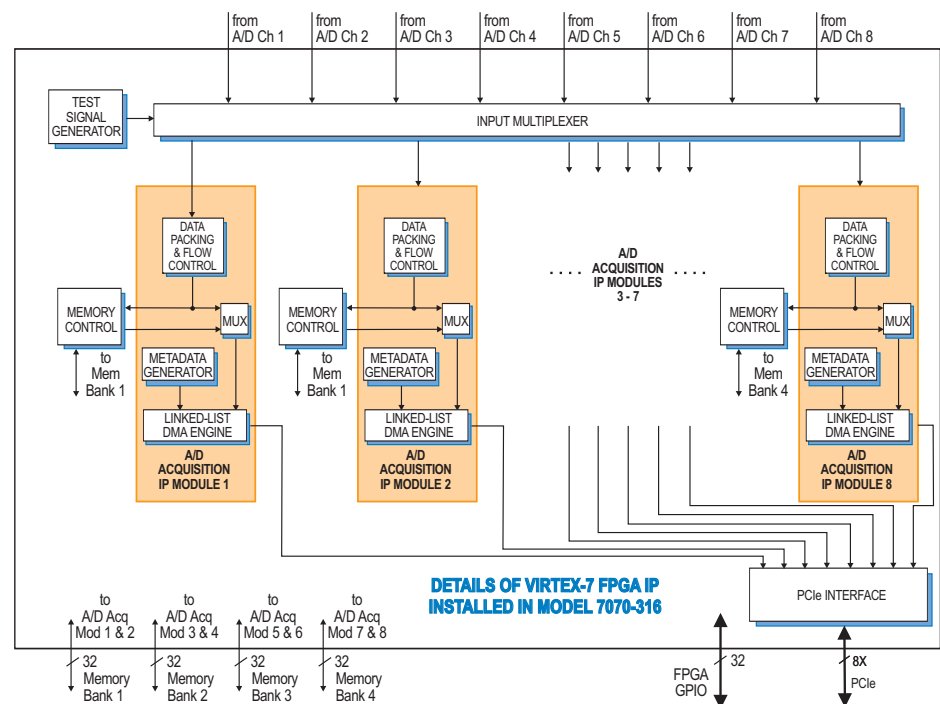 from
A/D Ch 1
from
A/D Ch 2
from
A/D Ch 3
from
A/D Ch 4
from
A/D Ch 5
from
A/D Ch 6
from
A/D Ch 7
from
A/D Ch 8
TEST
SIGNAL
GENERATOR
INPUT MULTIPLEXER
DATA
PACKING
& FLOW
CONTROL
MEMORY
CONTROL
MUX
to
Mem
Bank 1
METADATA
GENERATOR
LINKED-LIST
DMA ENGINE
A/D
ACQUISITION
IP MODULE 1
DATA
PACKING
& FLOW
CONTROL
MEMORY
CONTROL
MUX
to
Mem
Bank 1
METADATA
GENERATOR
LINKED-LIST
DMA ENGINE
A/D
ACQUISITION
IP MODULE 2
A/D
. . . . ACQUISITION . . . .
IP MODULES
3 - 7
DATA
PACKING
& FLOW
CONTROL
MEMORY
CONTROL
MUX
to
Mem
Bank 4
METADATA
GENERATOR
LINKED-LIST
DMA ENGINE
A/D
ACQUISITION
IP MODULE 8
DETAILS OF VIRTEX-7 FPGA IP
INSTALLED IN MODEL 7070-316
PCIe INTERFACE
to
A/D Acq
Mod 1 & 2
to
A/D Acq
Mod 3 & 4
to
A/D Acq
Mod 5 & 6
to
A/D Acq
Mod 7 & 8
32
Memory
Bank 1
32
Memory
Bank 2
32
Memory
Bank 3
32
Memory
Bank 4
32
FPGA
GPIO
8X
PCIe